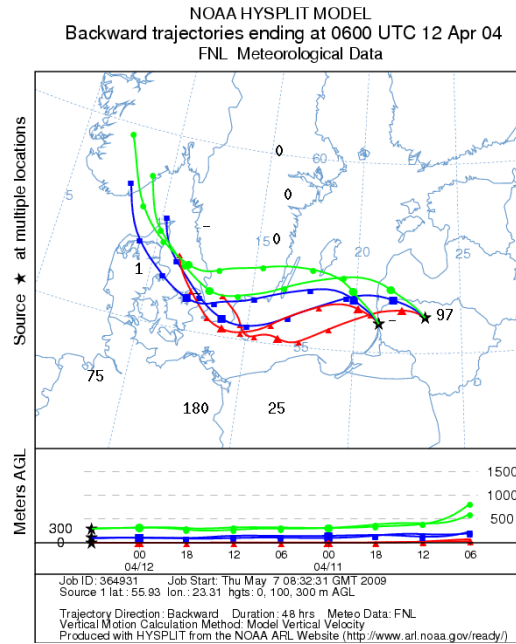 NOAA HYSPLIT MODEL
Backward trajectories ending at 0600 UTC 12 Apr 04
FNL Meteorological Data
Source ★ at multiple locations
5
0
60
0
1
15
0
20
25
97
55
75
180
25
Meters AGL
1500
1000
500
300
0
00 18 12 06 00 18 12 06
04/12 04/11
Job ID: 364931 Job Start: Thu May 7 08:32:31 GMT 2009
Source 1 lat.: 55.93 lon.: 23.31 hgts: 0, 100, 300 m AGL
Trajectory Direction: Backward Duration: 48 hrs Meteo Data: FNL
Vertical Motion Calculation Method: Model Vertical Velocity
Produced with HYSPLIT from the NOAA ARL Website (http://www.arl.noaa.gov/ready/)